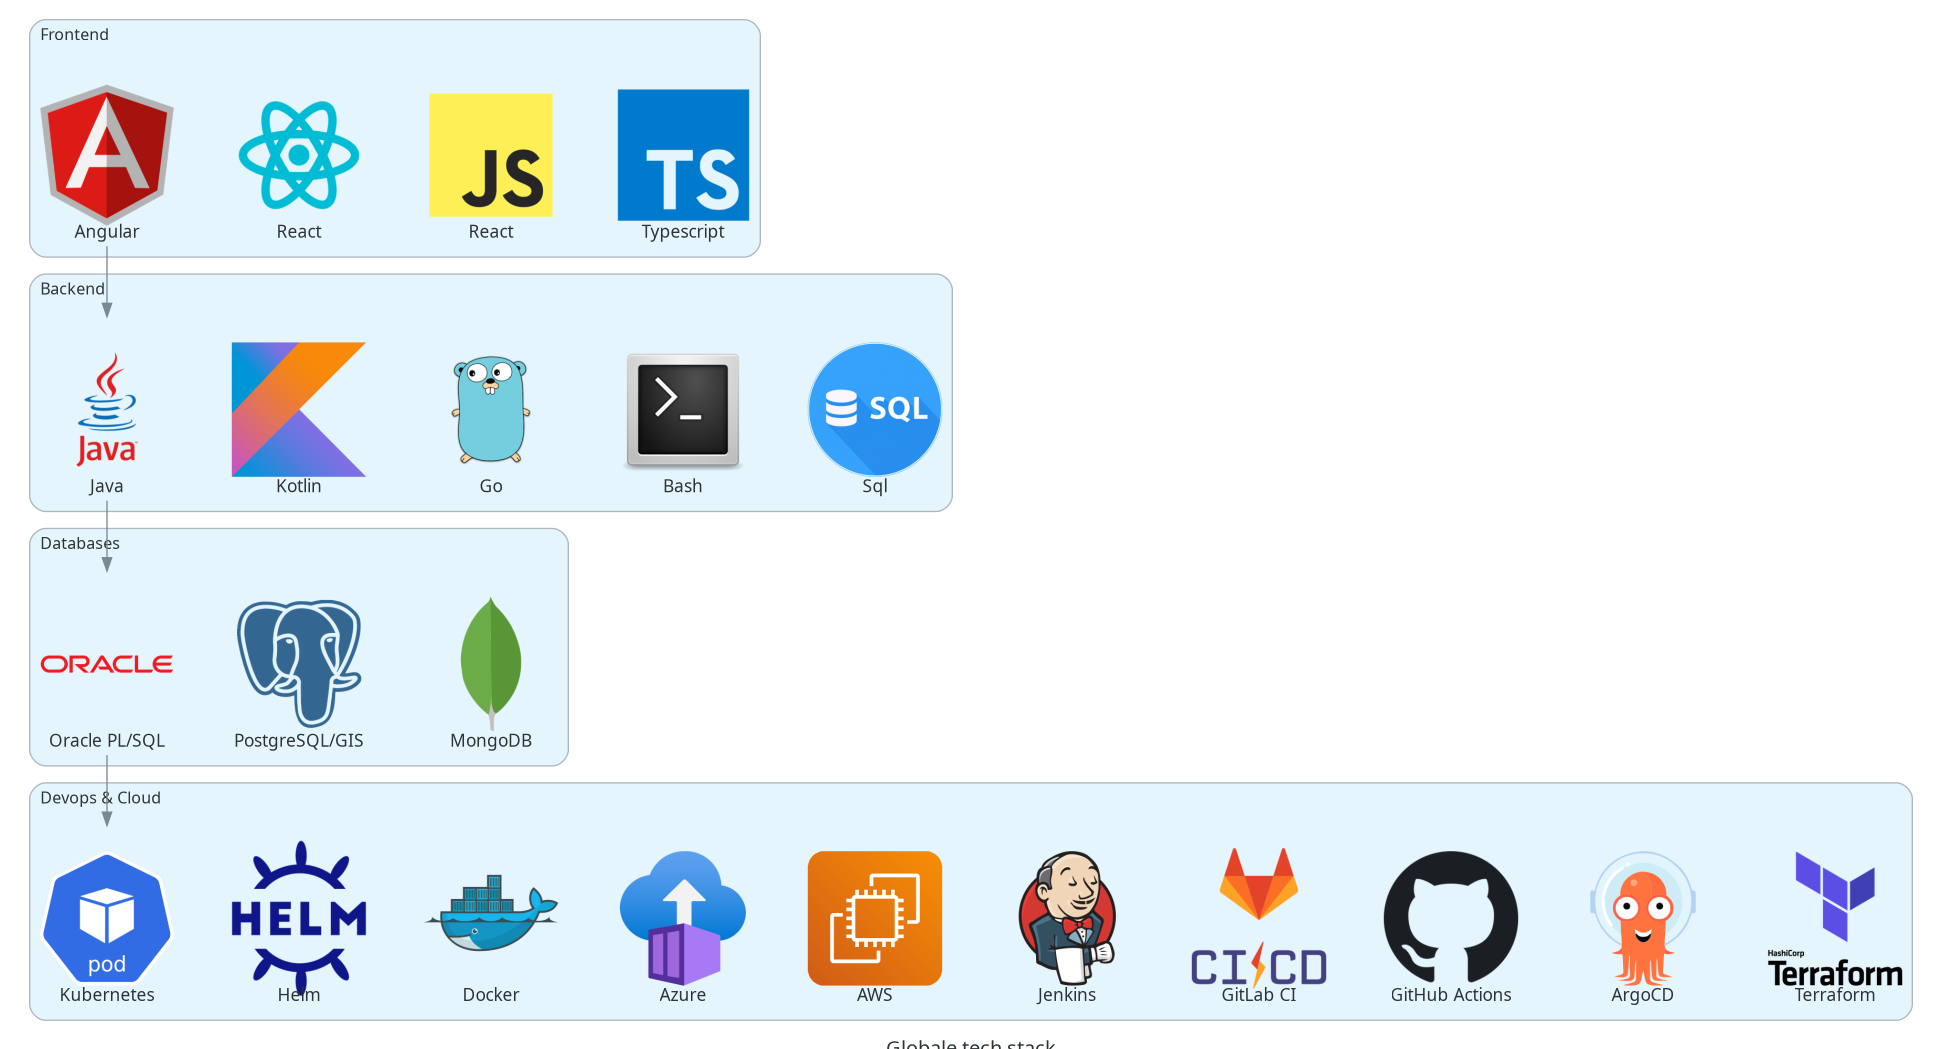 Frontend
JS
TS
Angular
React
React
Typescript
Backend
Java
SQL
Java
Kotlin
Go
Bash
Sql
Databases
ORACLE
Oracle PL/SQL
PostgreSQL/GIS
MongoDB
Devops & Cloud
HELM
pod
CI CD
HashiCorp
Terraform
Kubernetes
Helm
Docker
Azure
AWS
Jenkins
GitLab CI
GitHub Actions
ArgoCD
Terraform
Globale tech stack